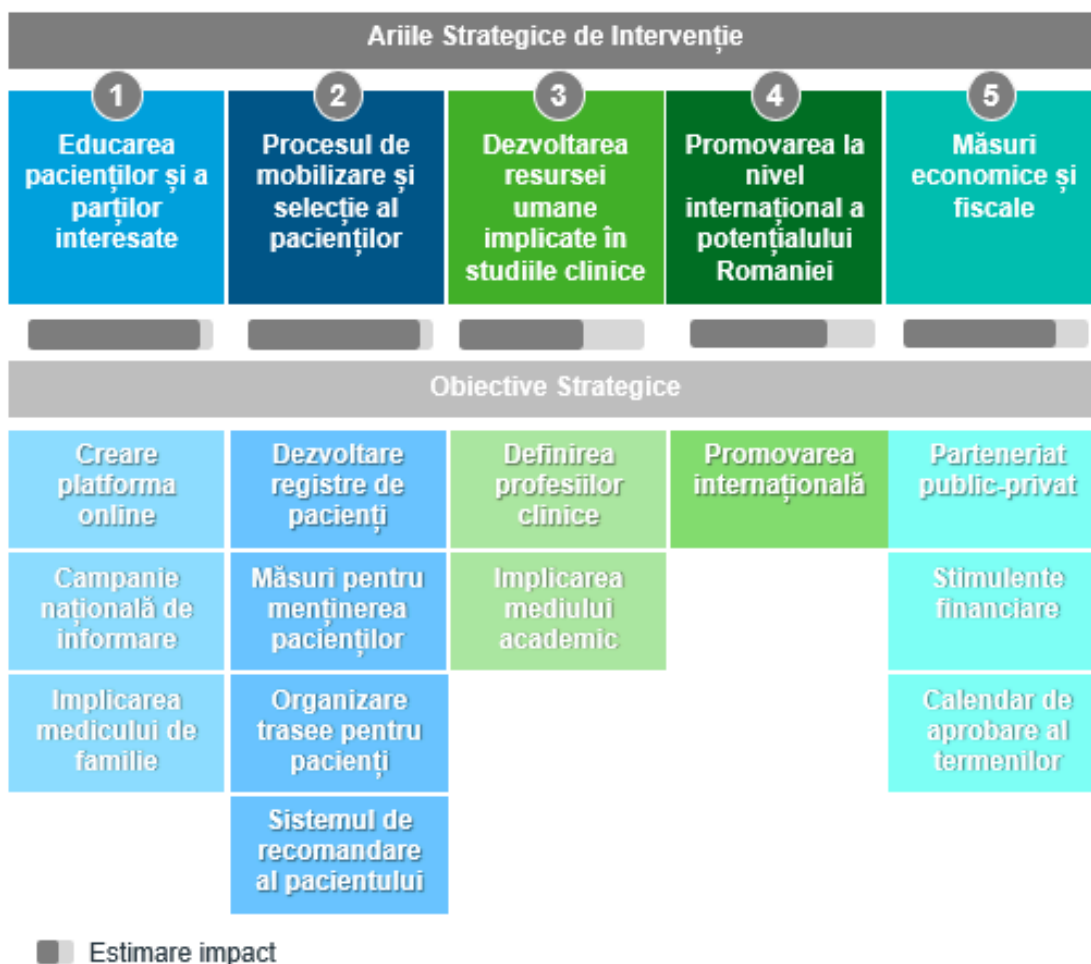 Ariile Strategice de Intervenție
1
Educarea
pacienților și a
parților
interesate
2
Procesul de
mobilizare și
selecție al
pacienților
3
Dezvoltarea
resursei
umane
implicate în
studiile clinice
4
Promovarea la
nivel
internațional a
potențialului
Romaniei
5
Măsuri
economice și
fiscale
Obiective Strategice
Creare
platforma
online
Campanie
națională de
informare
Implicarea
medicului de
familie
Dezvoltare
registre de
pacienți
Măsuri pentru
menținerea
pacienților
Organizare
trasee pentru
pacienți
Sistemul de
recomandare
al pacientului
Definirea
profesiilor
clinice
Implicarea
mediului
academic
Promovarea
internațională
Parteneriat
public-privat
Stimulente
financiare
Calendar de
aprobare al
termenilor
Estimare impact